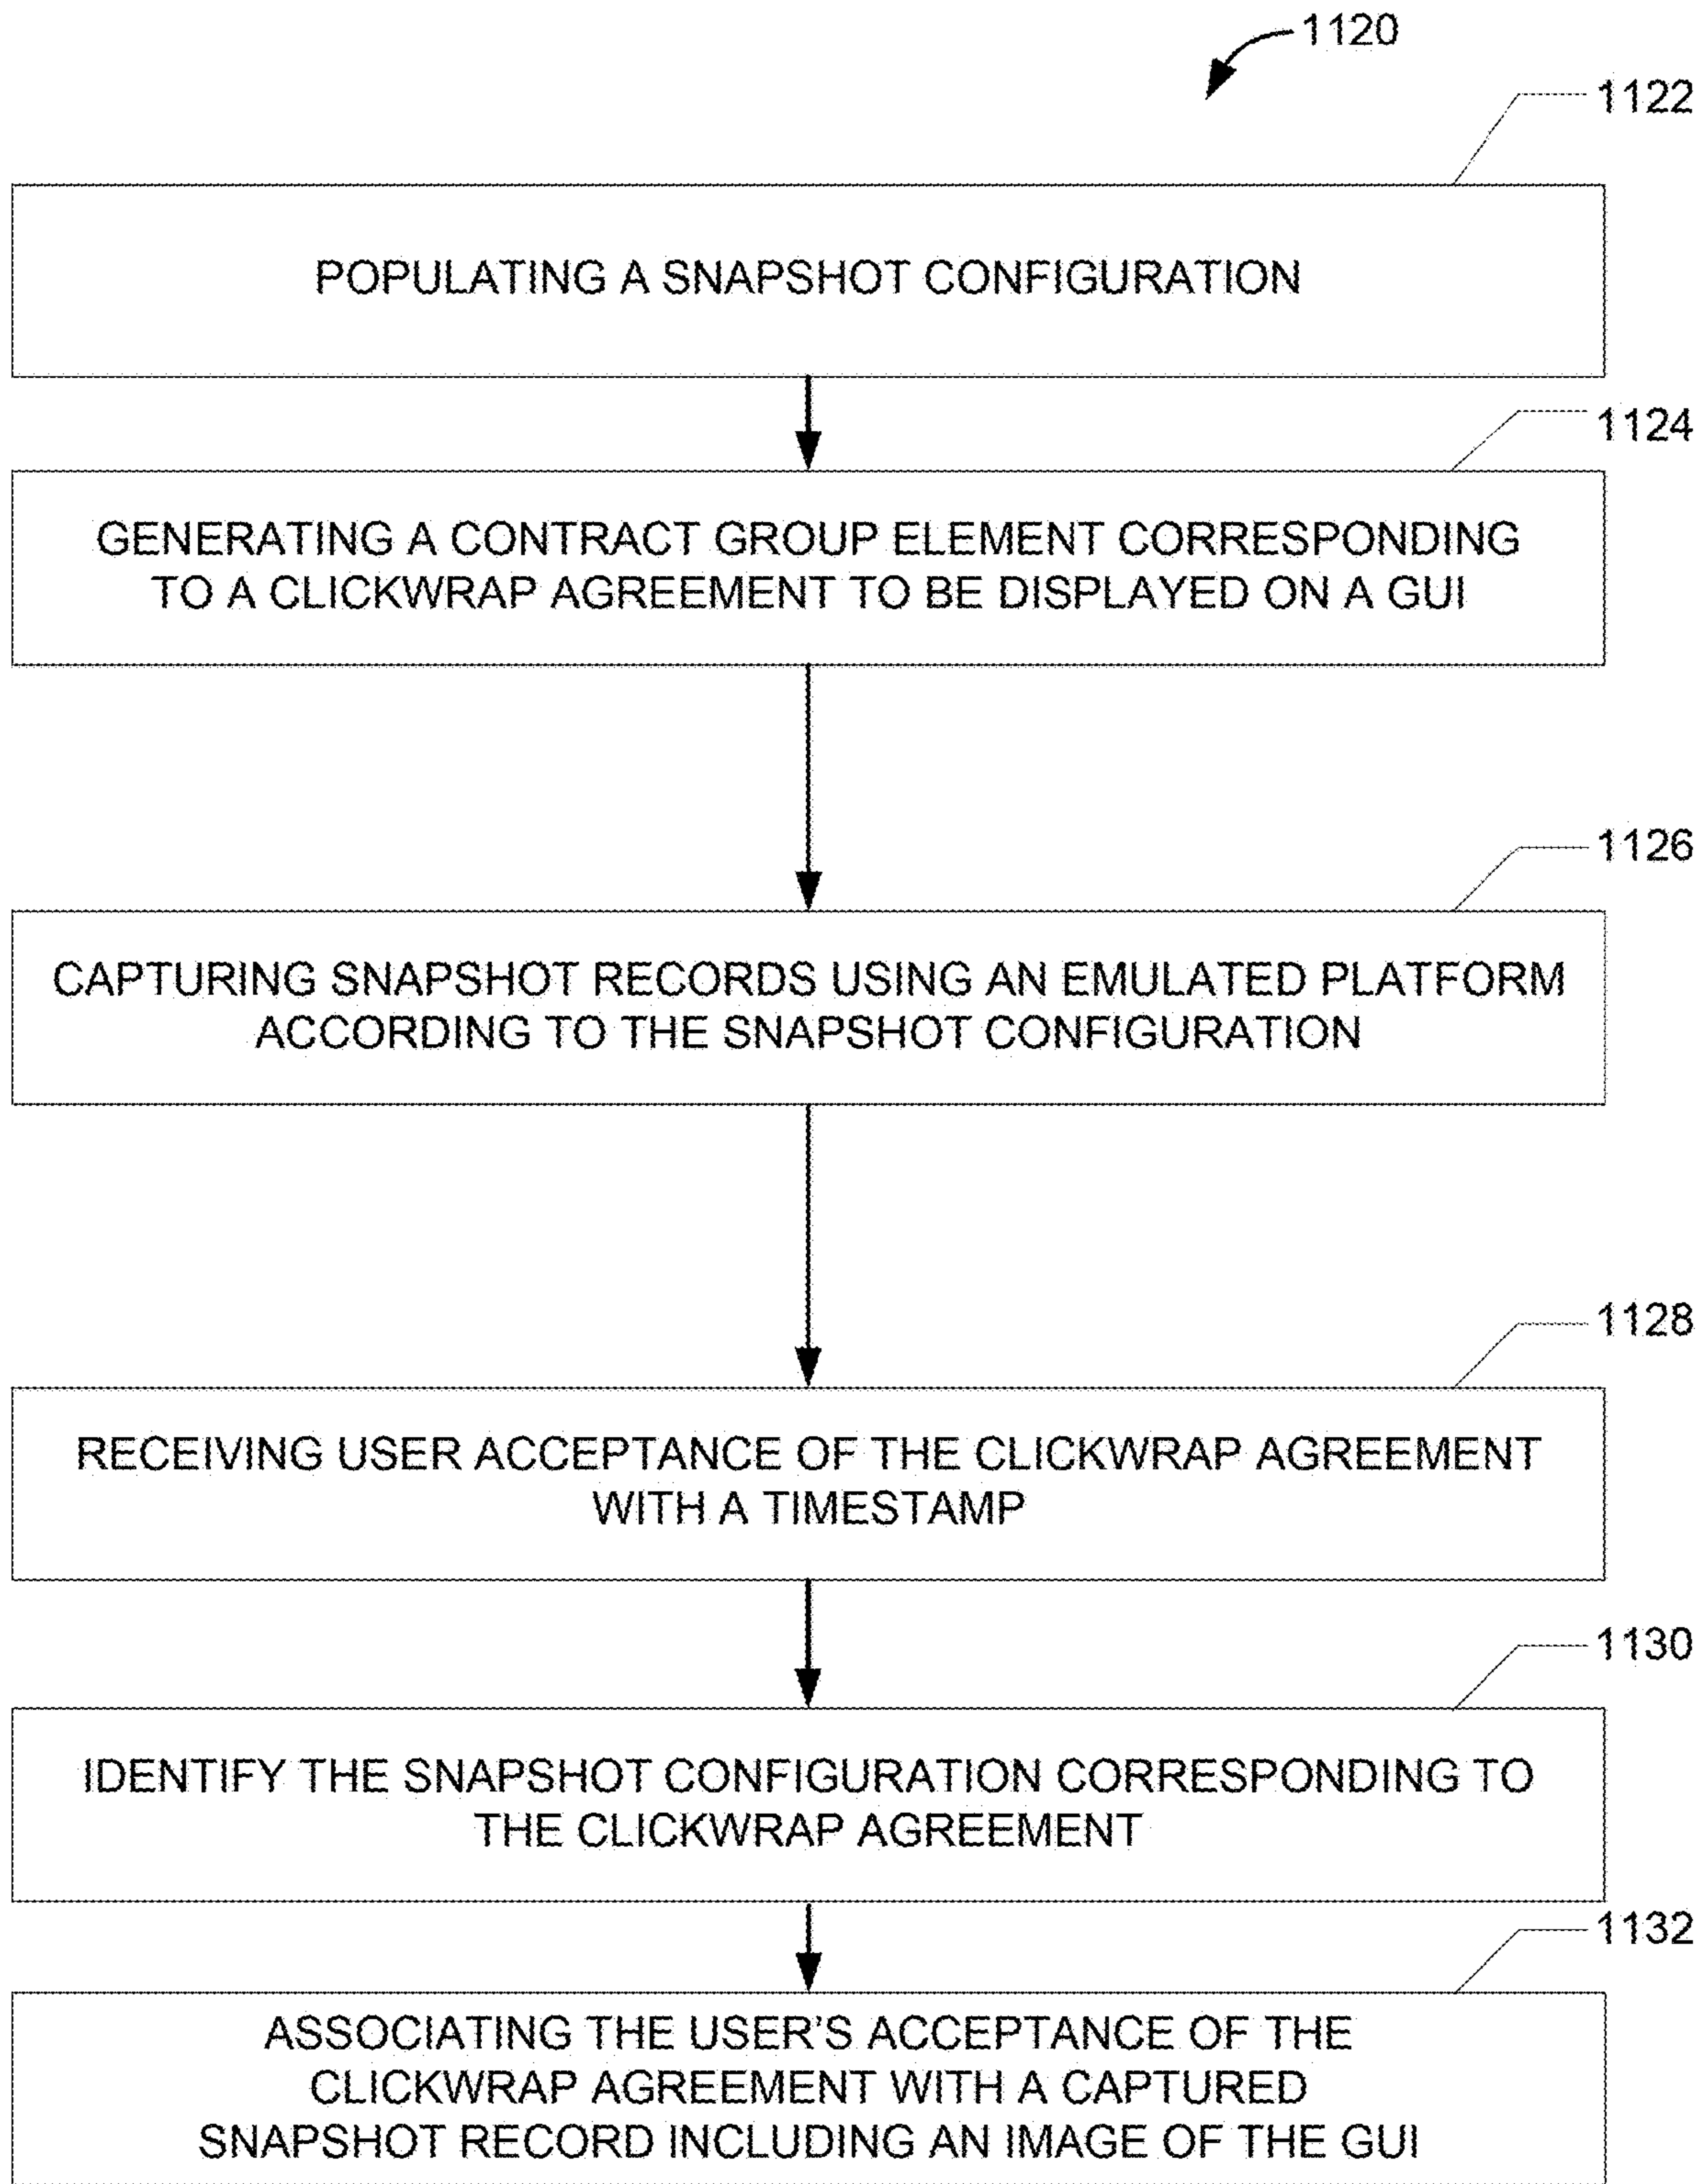 1120
1122
POPULATING A SNAPSHOT CONFIGURATION
1124
GENERATING A CONTRACT GROUP ELEMENT CORRESPONDING
TO A CLICKWRAP AGREEMENT TO BE DISPLAYED ON A GUI
1126
CAPTURING SNAPSHOT RECORDS USING AN EMULATED PLATFORM
ACCORDING TO THE SNAPSHOT CONFIGURATION
1128
RECEIVING USER ACCEPTANCE OF THE CLICKWRAP AGREEMENT
WITH A TIMESTAMP
1130
IDENTIFY THE SNAPSHOT CONFIGURATION CORRESPONDING TO
THE CLICKWRAP AGREEMENT
1132
ASSOCIATING THE USER'S ACCEPTANCE OF THE
CLICKWRAP AGREEMENT WITH A CAPTURED
SNAPSHOT RECORD INCLUDING AN IMAGE OF THE GUI